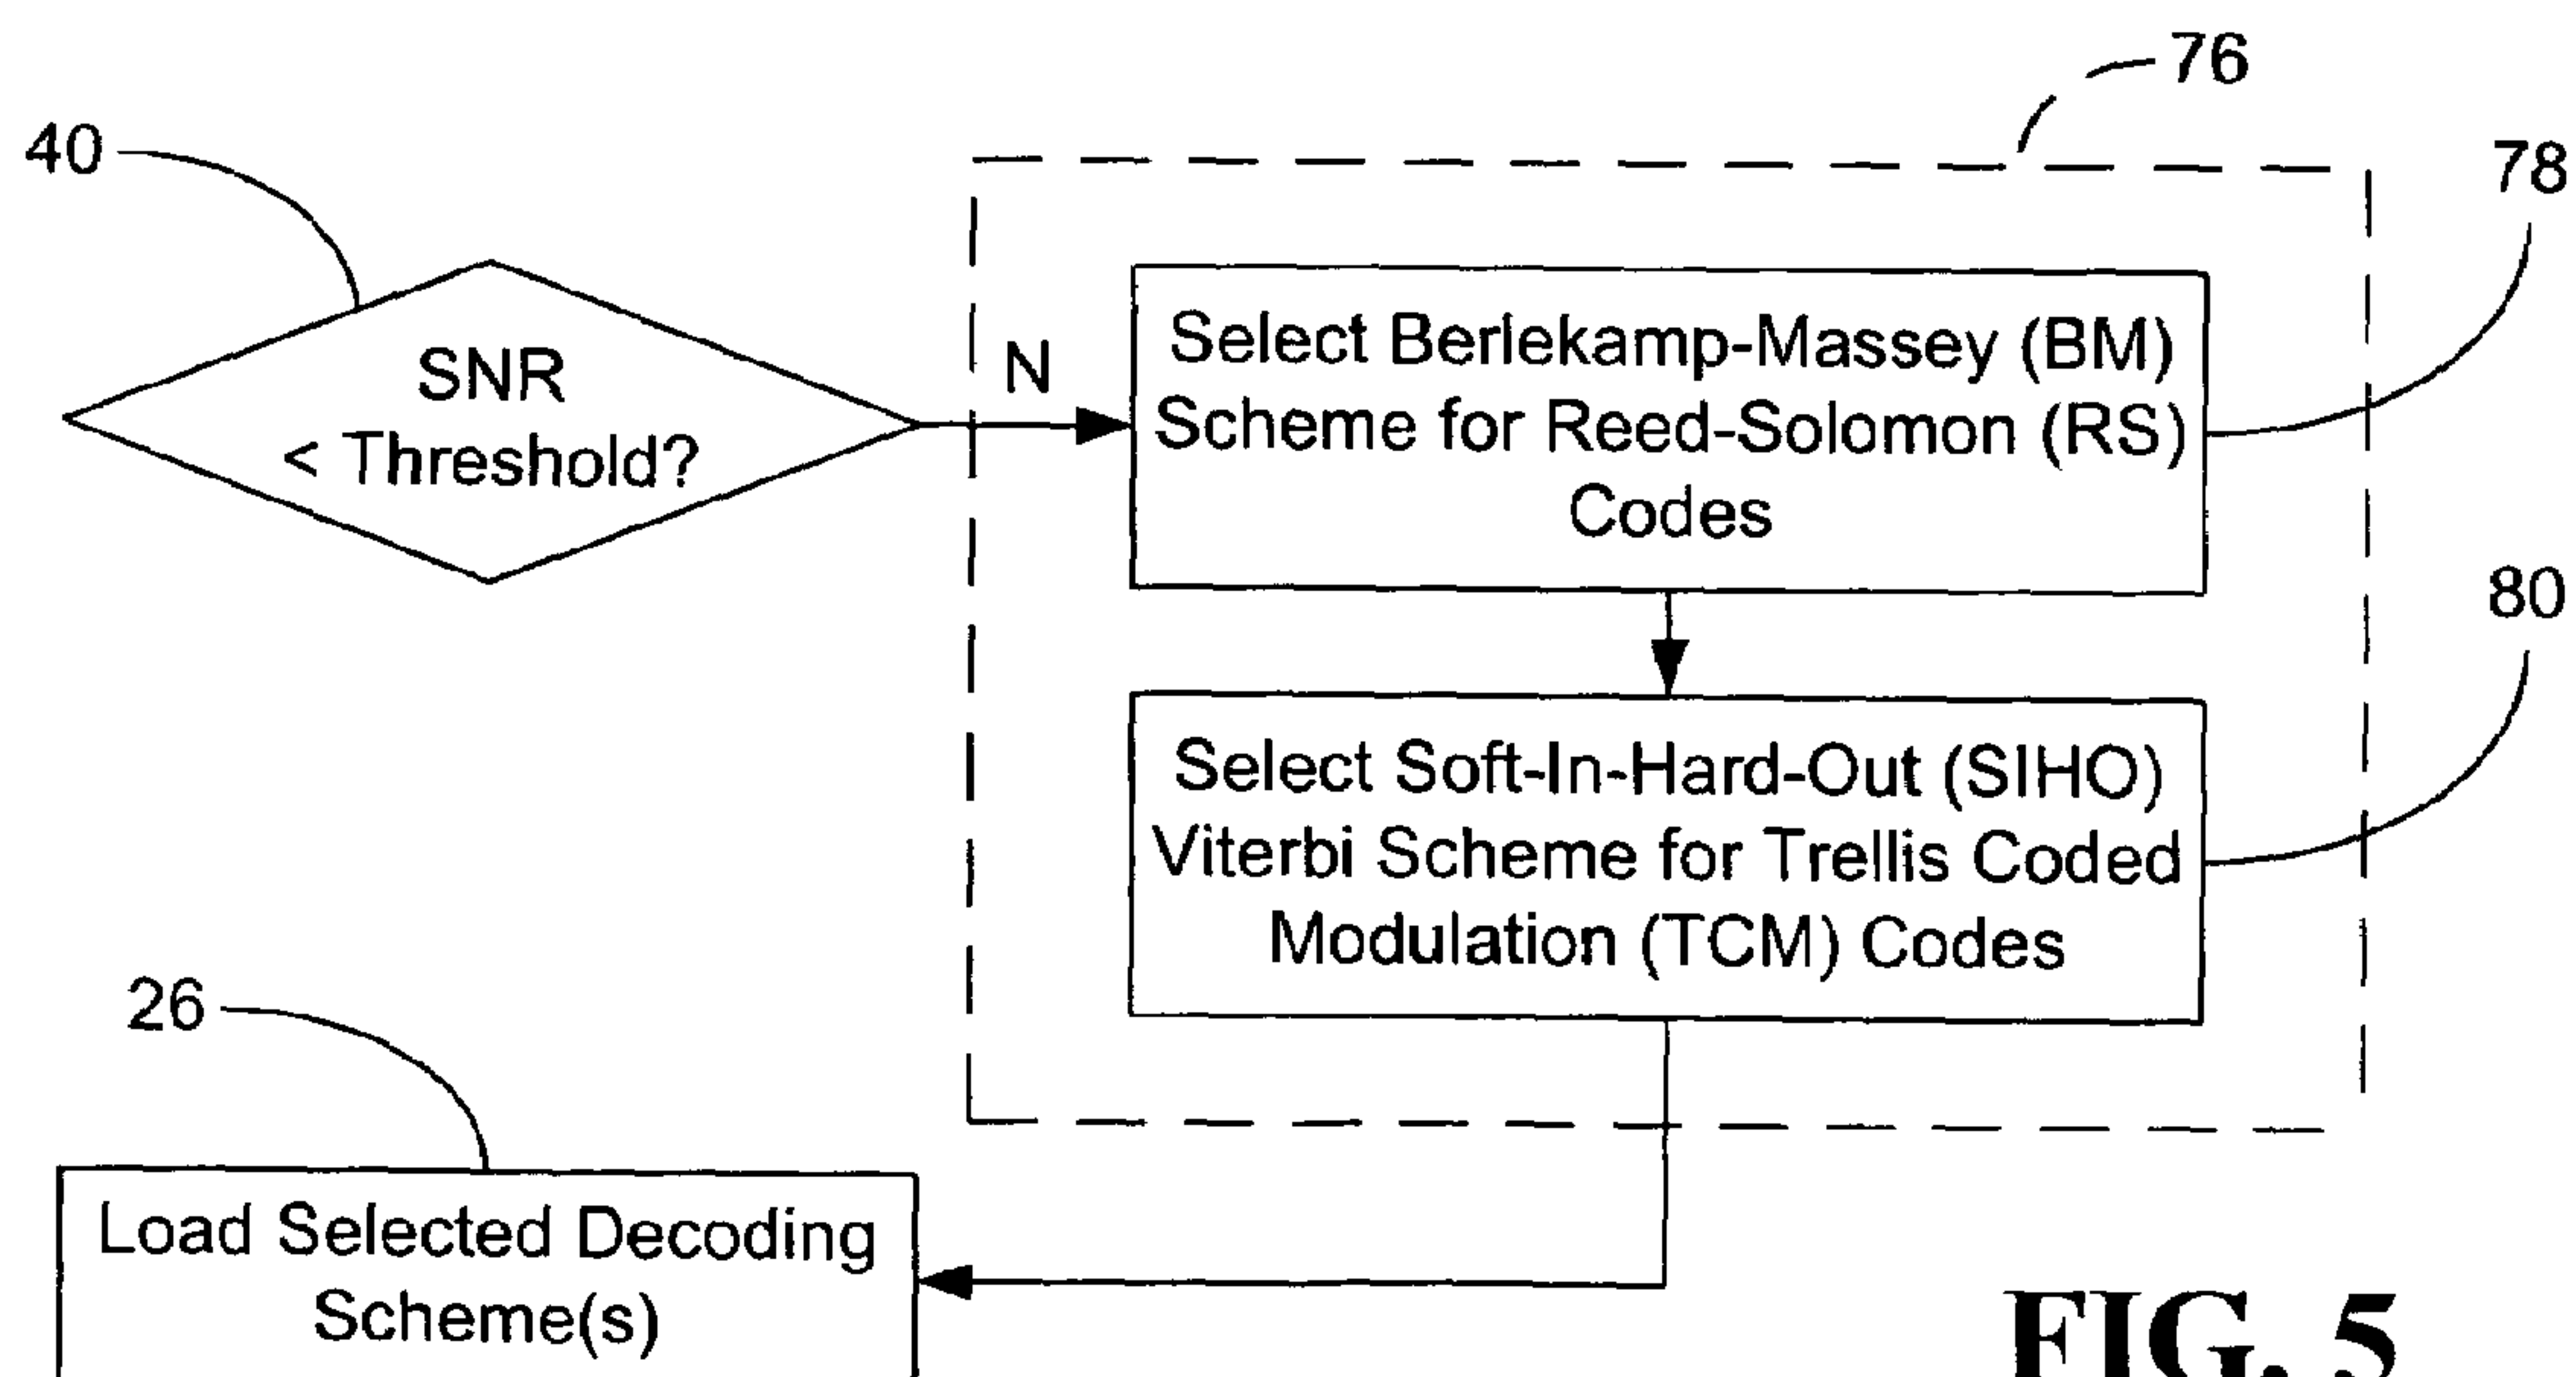 76
40
78
SNR
< Threshold?
N
Select Berlekamp-Massey (BM)
Scheme for Reed-Solomon (RS)
Codes
80
Select Soft-In-Hard-Out (SIHO)
Viterbi Scheme for Trellis Coded
Modulation (TCM) Codes
26
Load Selected Decoding
Scheme(s)
FIG. 5